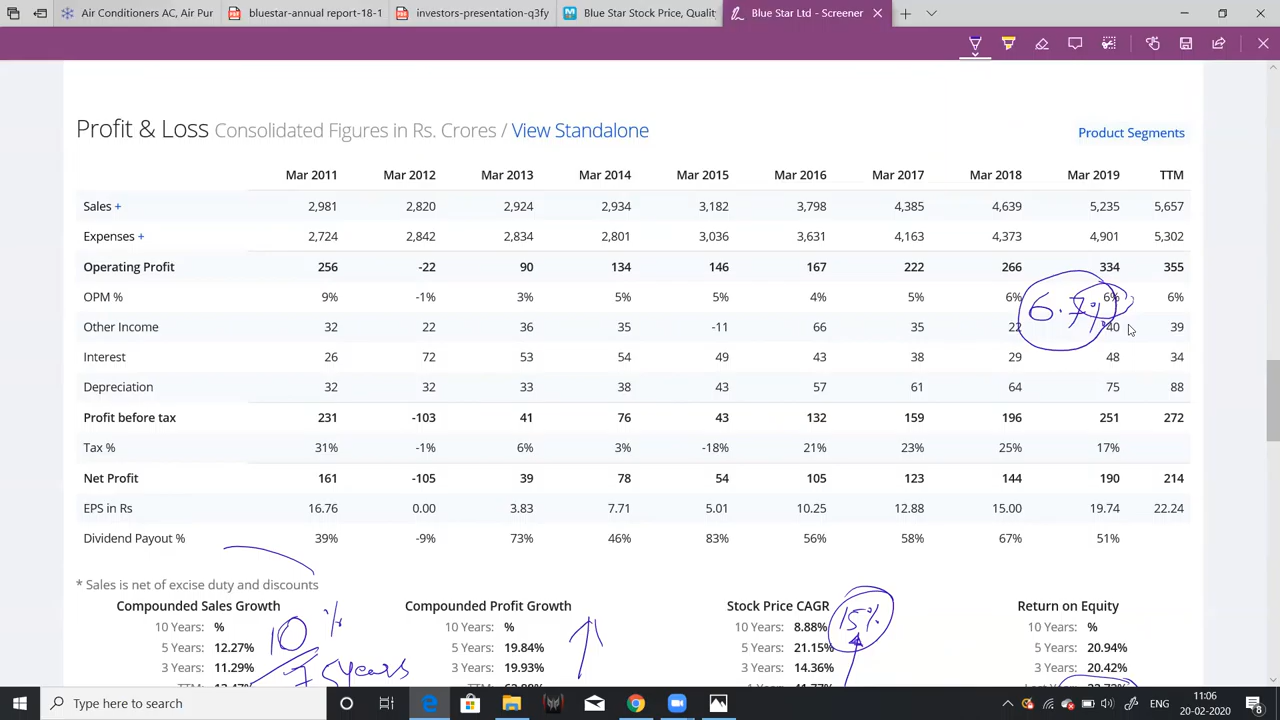 Air Conditioners AC, Air Pur bluestar-annual report-18-1 investors-presentation-q3fy Blue Star Stock Price, Qualit Blue Star Ltd - Screener
Profit & Loss Consolidated Figures in Rs. Crores / View Standalone Product Segments
Mar 2011 Mar 2012 Mar 2013 Mar 2014 Mar 2015 Mar 2016 Mar 2017 Mar 2018 Mar 2019 TTM
Sales + 2,981 2,820 2,924 2,934 3,182 3,798 4,385 4,639 5,235 5,657
Expenses + 2,724 2,842 2,834 2,801 3,036 3,631 4,163 4,373 4,901 5,302
Operating Profit 256 -22 90 134 146 167 222 266 334 355
OPM % 9% -1% 3% 5% 5% 4% 5% 6% 6% 6%
6.7%
Other Income 32 22 36 35 -11 66 35 22 40 39
Interest 26 72 53 54 49 43 38 29 48 34
Depreciation 32 32 33 38 43 57 61 64 75 88
Profit before tax 231 -103 41 76 43 132 159 196 251 272
Tax % 31% -1% 6% 3% -18% 21% 23% 25% 17%
Net Profit 161 -105 39 78 54 105 123 144 190 214
EPS in Rs 16.76 0.00 3.83 7.71 5.01 10.25 12.88 15.00 19.74 22.24
Dividend Payout % 39% -9% 73% 46% 83% 56% 58% 67% 51%
* Sales is net of excise duty and discounts
Compounded Sales Growth Compounded Profit Growth Stock Price CAGR Return on Equity
10 Years: % 10 Years: % 10 Years: 8.88% 15% 10 Years: %
10 %
5 Years: 12.27% 5 Years: 19.84% 5 Years: 21.15% 5 Years: 20.94%
3 Years: 11.29% 3 Years: 19.93% 3 Years: 14.36% 3 Years: 20.42%
years
Type here to search 11:06
20-02-2020